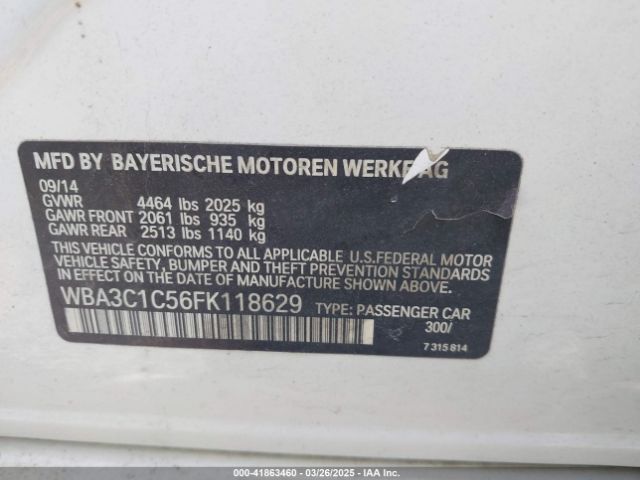 MFD BY BAYERISCHE MOTOREN WERKE AG
09/14
GVWR 4464 lbs 2025 kg
GAWR FRONT 2061 lbs 935 kg
GAWR REAR 2513 lbs 1140 kg
THIS VEHICLE CONFORMS TO ALL APPLICABLE U.S.FEDERAL MOTOR
VEHICLE SAFETY, BUMPER, AND THEFT PREVENTION STANDARDS
IN EFFECT ON THE DATE OF MANUFACTURE SHOWN ABOVE.
WBA3C1C56FK118629 TYPE: PASSENGER CAR
300/
7 315 814
000-41863460 - 03/26/2025 - IAA Inc.